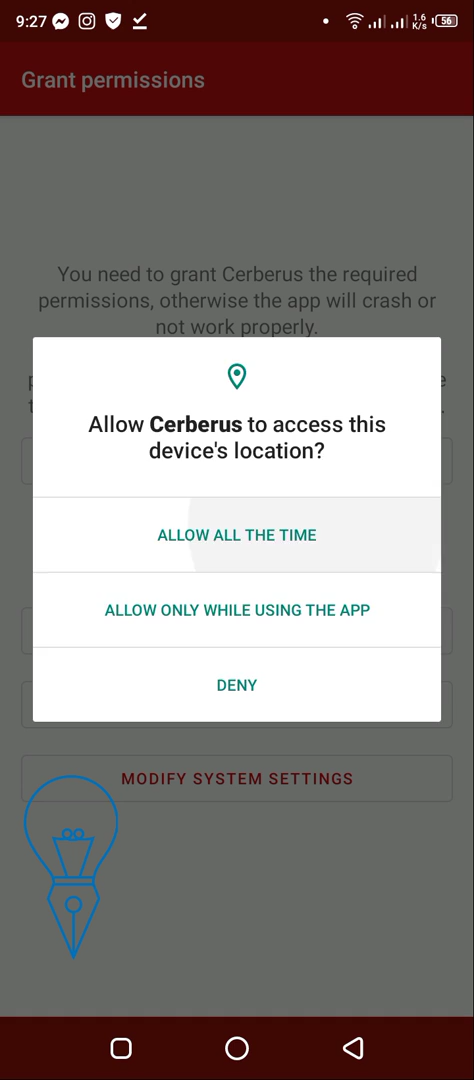 9:27
1.6
K/s
56
Grant permissions
You need to grant Cerberus the required
permissions, otherwise the app will crash or
not work properly.
Allow Cerberus to access this
device's location?
ALLOW ALL THE TIME
ALLOW ONLY WHILE USING THE APP
DENY
MODIFY SYSTEM SETTINGS